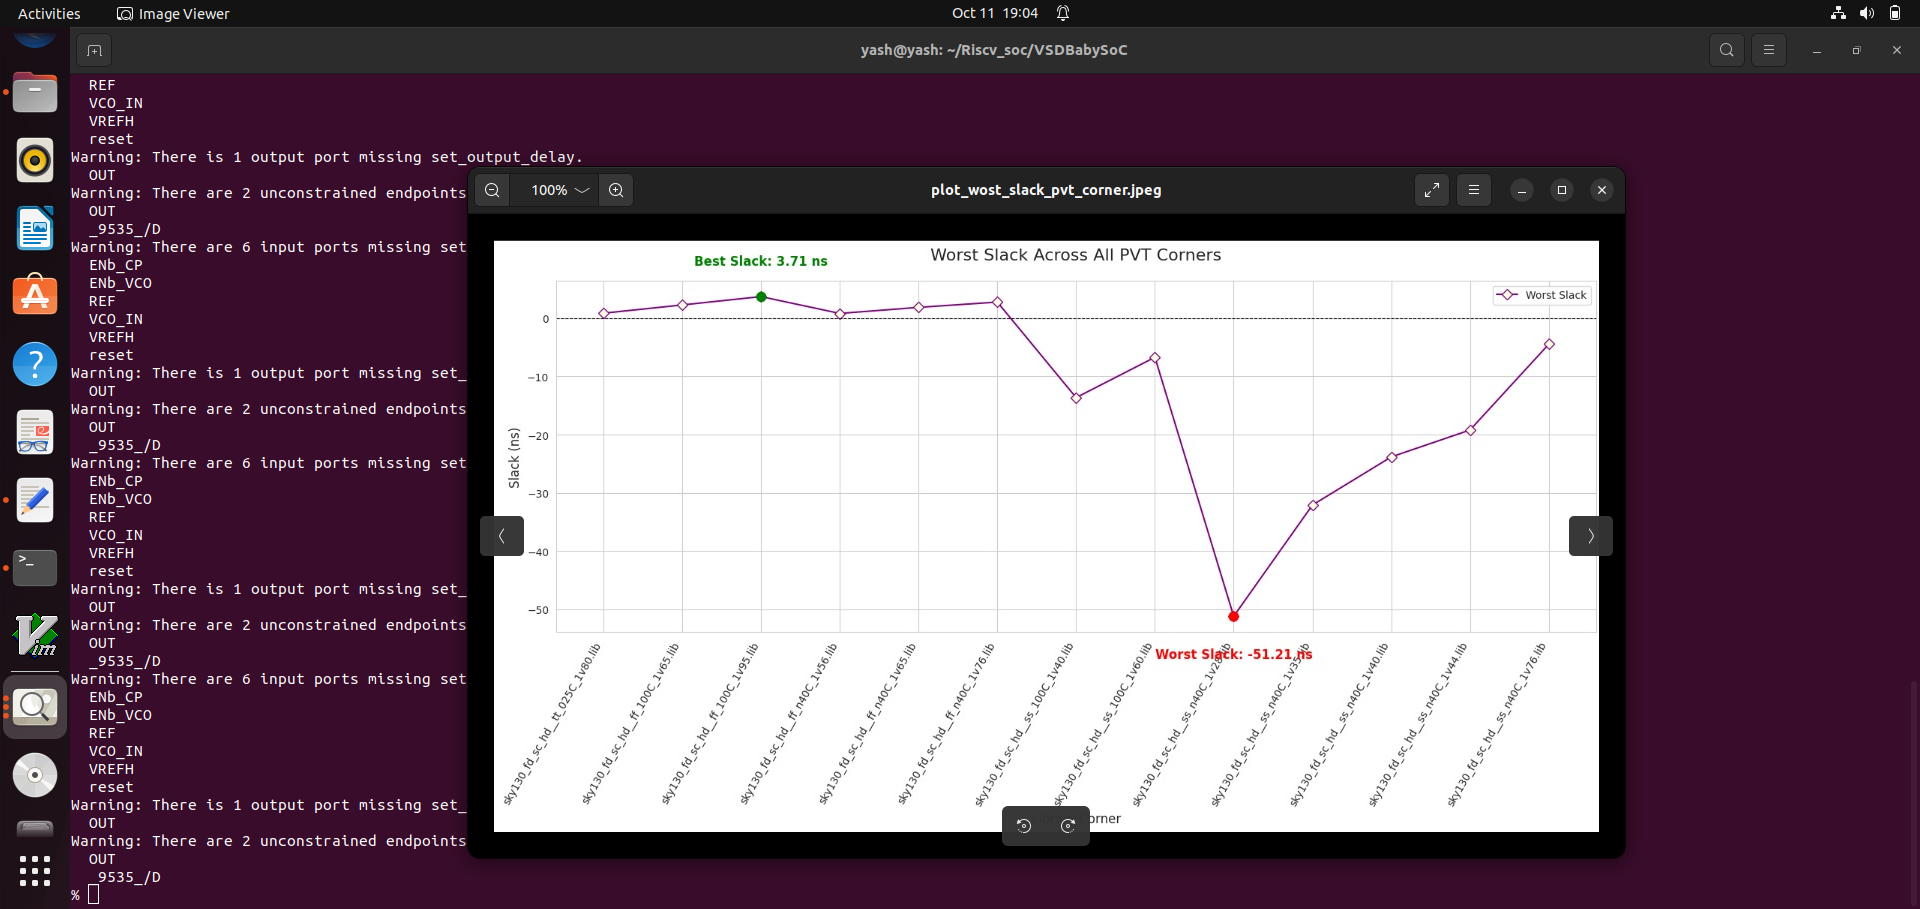 Activities
Image Viewer
Oct 11 19:04
yash@yash: ~/Riscv_soc/VSDBabySoC
REF
VCO_IN
VREFH
reset
Warning: There is 1 output port missing set_output_delay.
OUT
Warning: There are 2 unconstrained endpoints
OUT
_9535_/D
Warning: There are 6 input ports missing set
ENb_CP
ENb_VCO
REF
VCO_IN
VREFH
reset
Warning: There is 1 output port missing set_
OUT
Warning: There are 2 unconstrained endpoints
OUT
_9535_/D
Warning: There are 6 input ports missing set
ENb_CP
ENb_VCO
REF
VCO_IN
VREFH
reset
Warning: There is 1 output port missing set_
OUT
Warning: There are 2 unconstrained endpoints
OUT
_9535_/D
Warning: There are 6 input ports missing set
ENb_CP
ENb_VCO
REF
VCO_IN
VREFH
reset
Warning: There is 1 output port missing set_
OUT
Warning: There are 2 unconstrained endpoints
OUT
_9535_/D
%
100%
plot_wost_slack_pvt_corner.jpeg
Worst Slack Across All PVT Corners
Best Slack: 3.71 ns
Worst Slack
0
−10
−20
−30
−40
−50
Slack (ns)
Worst Slack: -51.21 ns
sky130_fd_sc_hd__tt_025C_1v80.lib
sky130_fd_sc_hd__ff_100C_1v65.lib
sky130_fd_sc_hd__ff_100C_1v95.lib
sky130_fd_sc_hd__ff_n40C_1v56.lib
sky130_fd_sc_hd__ff_n40C_1v65.lib
sky130_fd_sc_hd__ff_n40C_1v76.lib
sky130_fd_sc_hd__ss_100C_1v40.lib
sky130_fd_sc_hd__ss_100C_1v60.lib
sky130_fd_sc_hd__ss_n40C_1v28.lib
sky130_fd_sc_hd__ss_n40C_1v35.lib
sky130_fd_sc_hd__ss_n40C_1v40.lib
sky130_fd_sc_hd__ss_n40C_1v44.lib
sky130_fd_sc_hd__ss_n40C_1v76.lib
orner